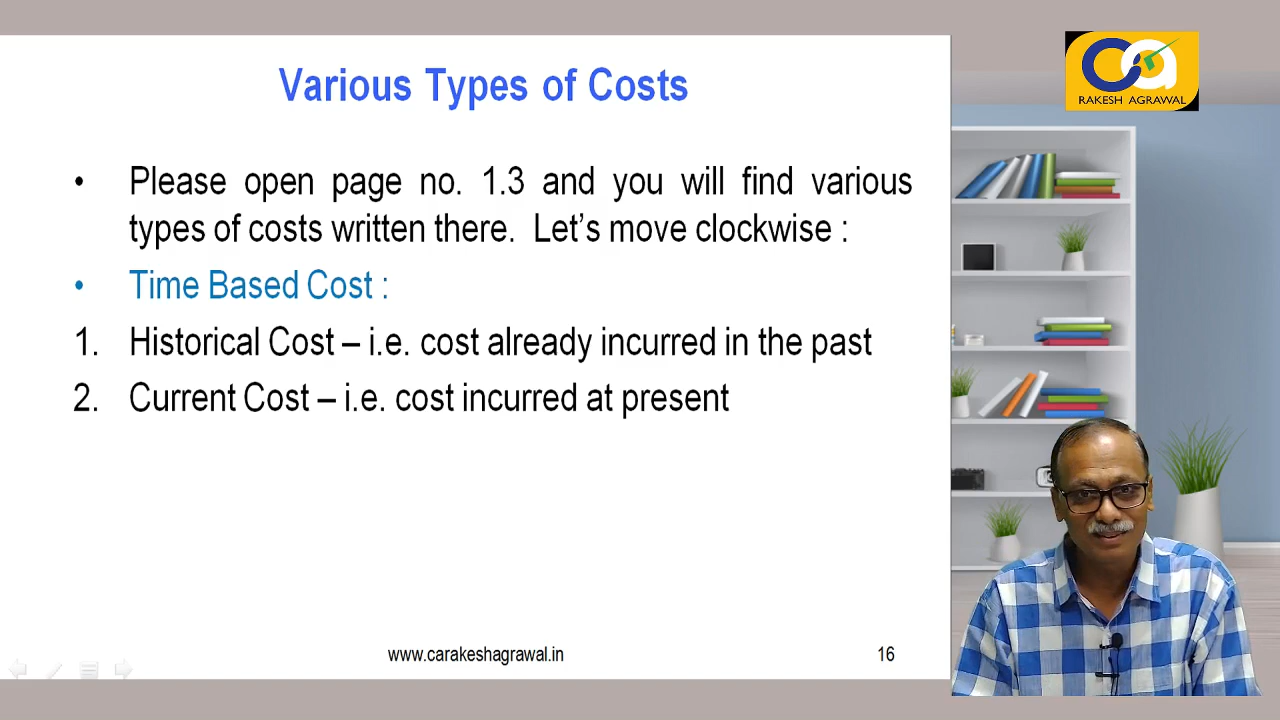 Various Types of Costs
• Please open page no. 1.3 and you will find various
types of costs written there. Let's move clockwise :
• Time Based Cost :
1. Historical Cost – i.e. cost already incurred in the past
2. Current Cost – i.e. cost incurred at present
www.carakeshagrawal.in
16
ca
RAKESH AGRAWAL